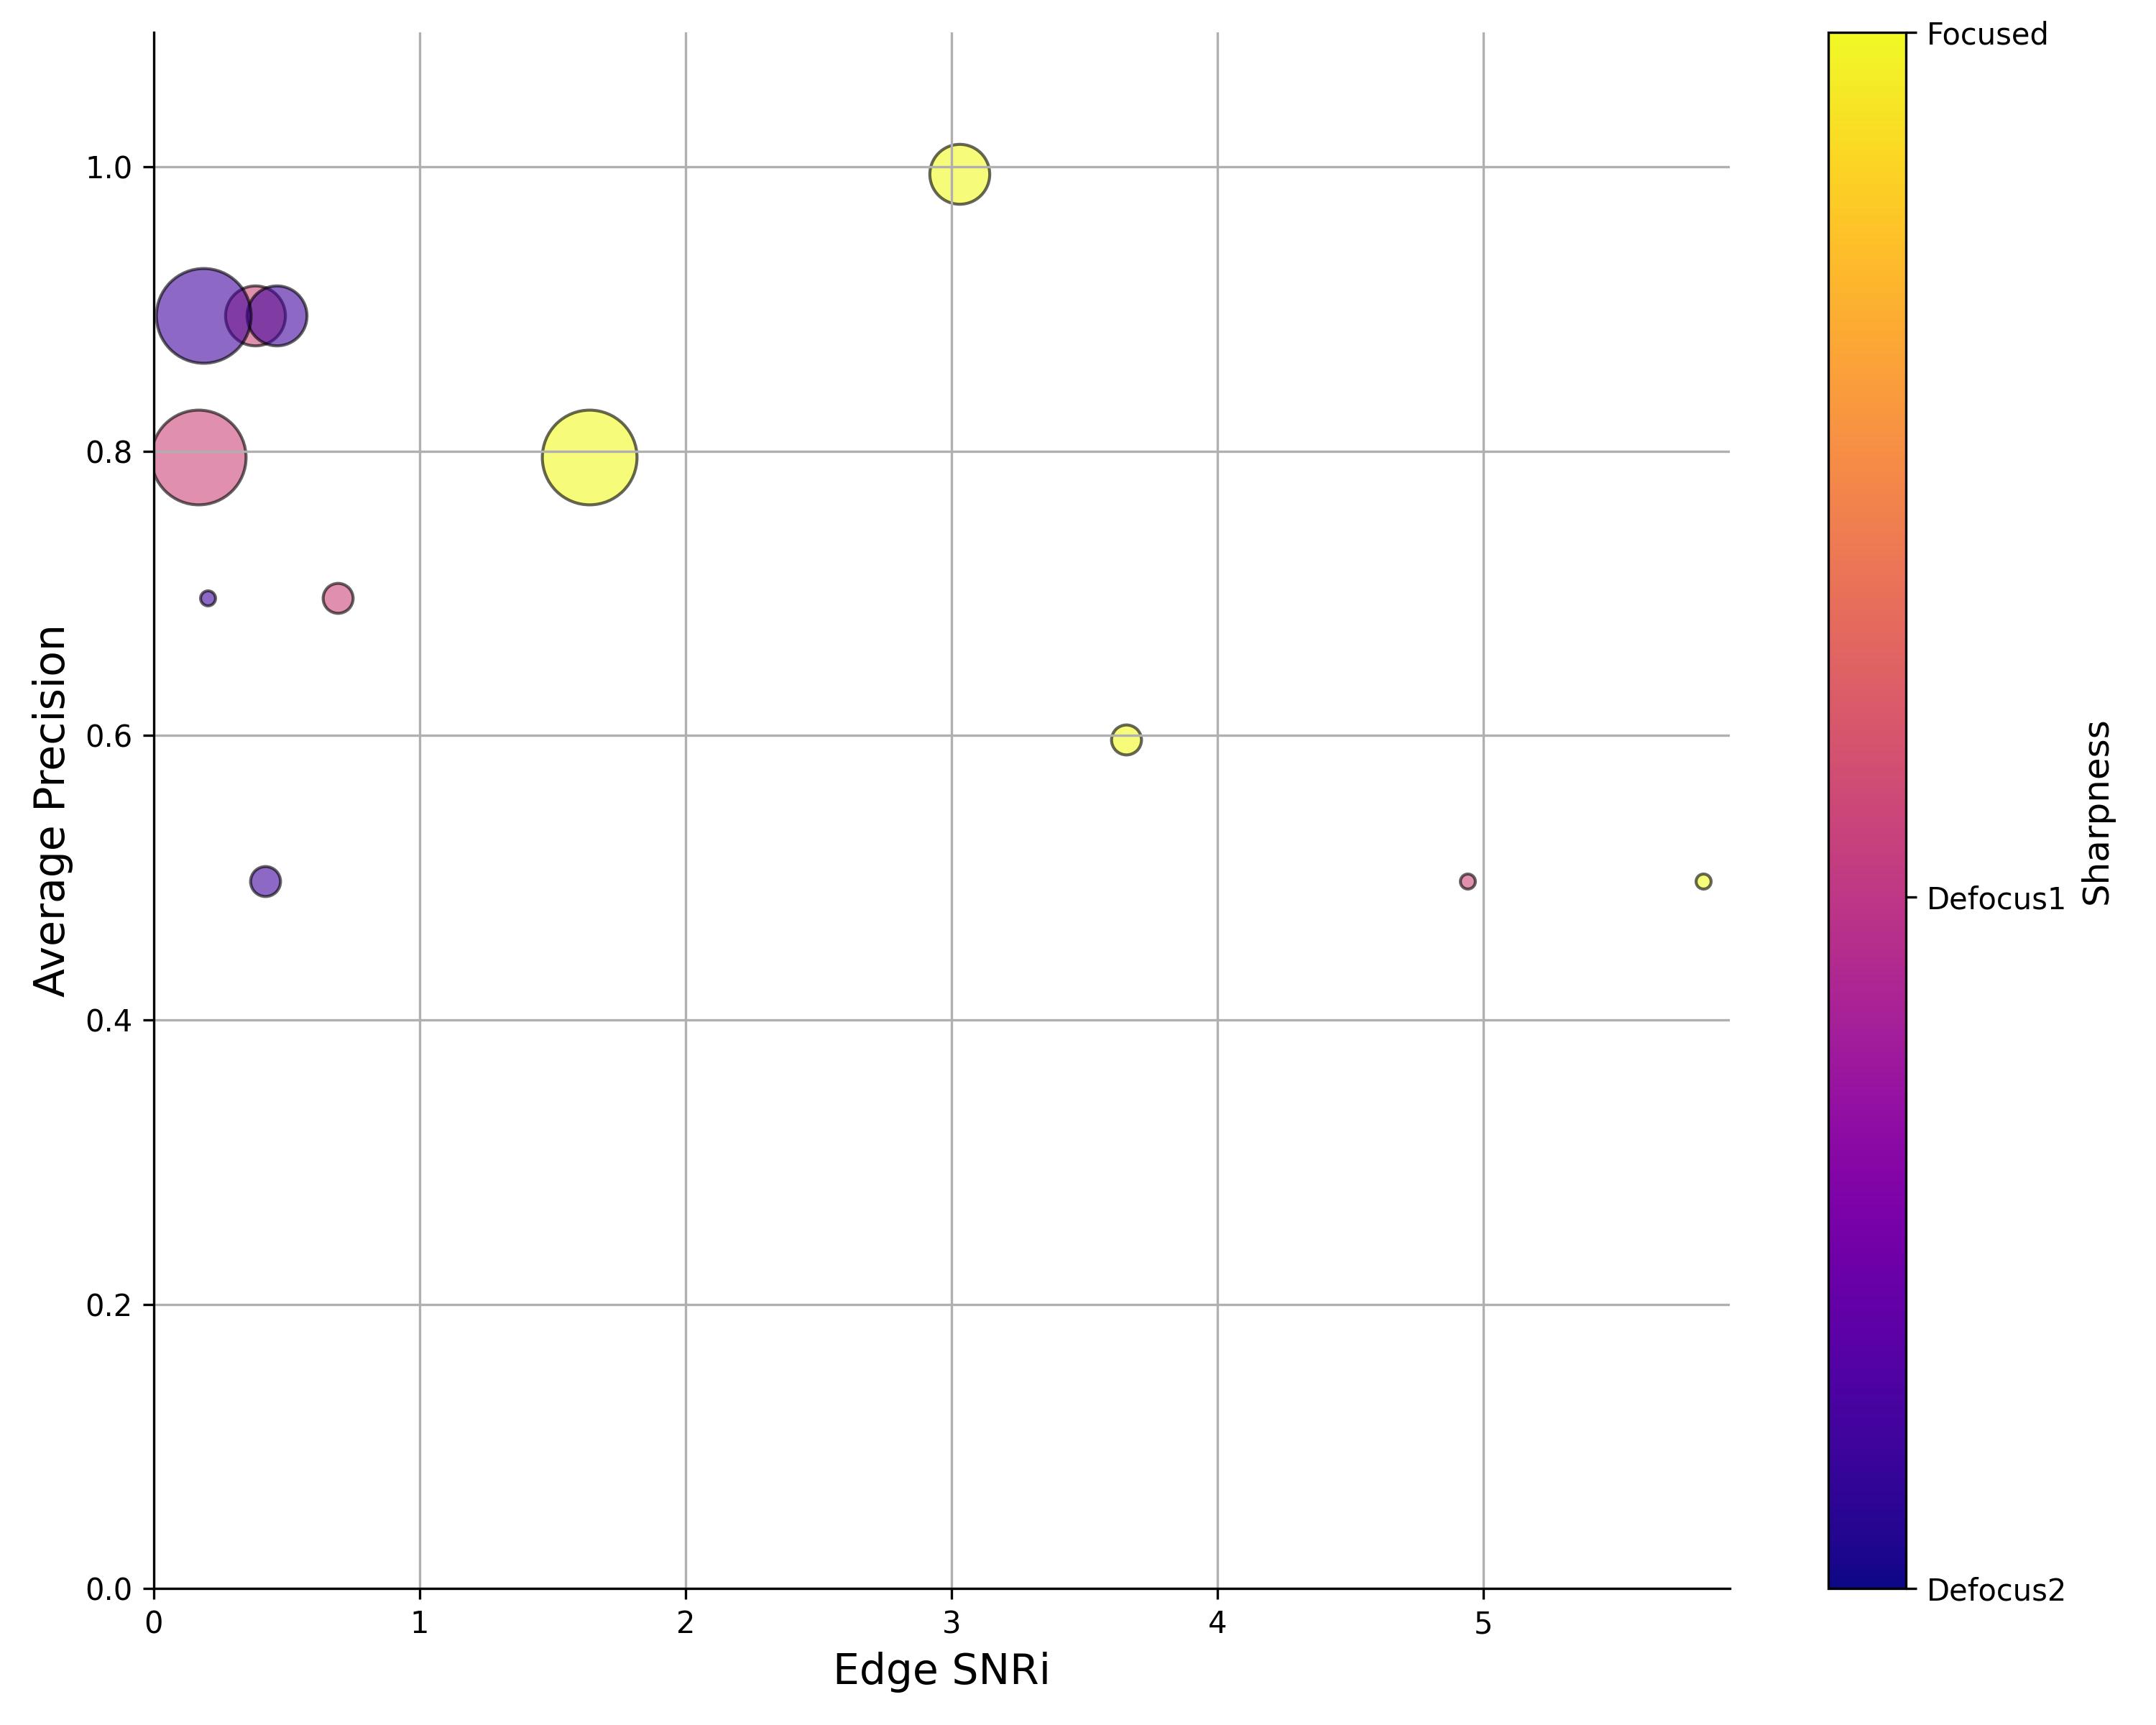 Average Precision
1.0
0.8
0.6
0.4
0.2
0.0
0 1 2 3 4 5
Edge SNRi
Focused
Defocus1
Defocus2
Sharpness